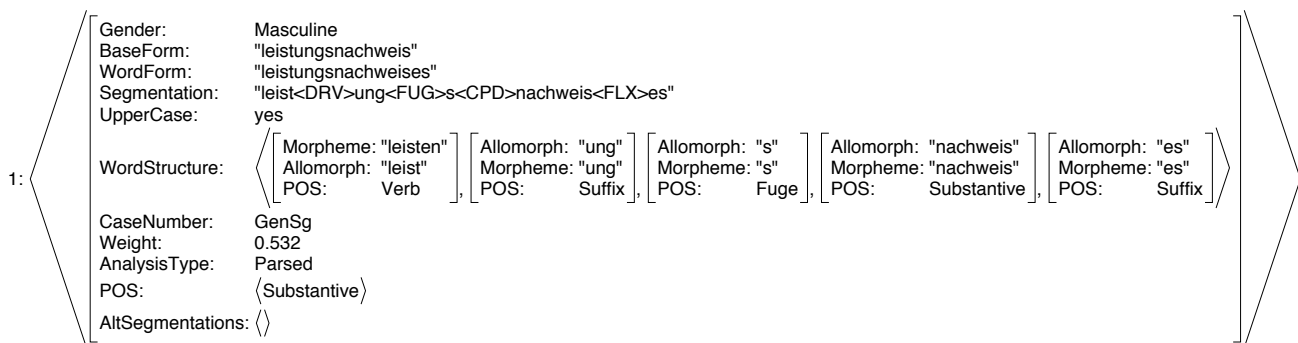 Gender: Masculine
BaseForm: "leistungsnachweis"
WordForm: "leistungsnachweises"
Segmentation: "leist<DRV>ung<FUG>s<CPD>nachweis<FLX>es"
UpperCase: yes
Morpheme: "leisten" Allomorph: "ung" Allomorph: "s" Allomorph: "nachweis" Allomorph: "es"
1: WordStructure: ⟨ Allomorph: "leist" Morpheme: "ung" Morpheme: "s" Morpheme: "nachweis" Morpheme: "es" ⟩
POS: Verb , POS: Suffix , POS: Fuge , POS: Substantive , POS: Suffix
CaseNumber: GenSg
Weight: 0.532
AnalysisType: Parsed
POS: ⟨Substantive⟩
AltSegmentations: ⟨⟩